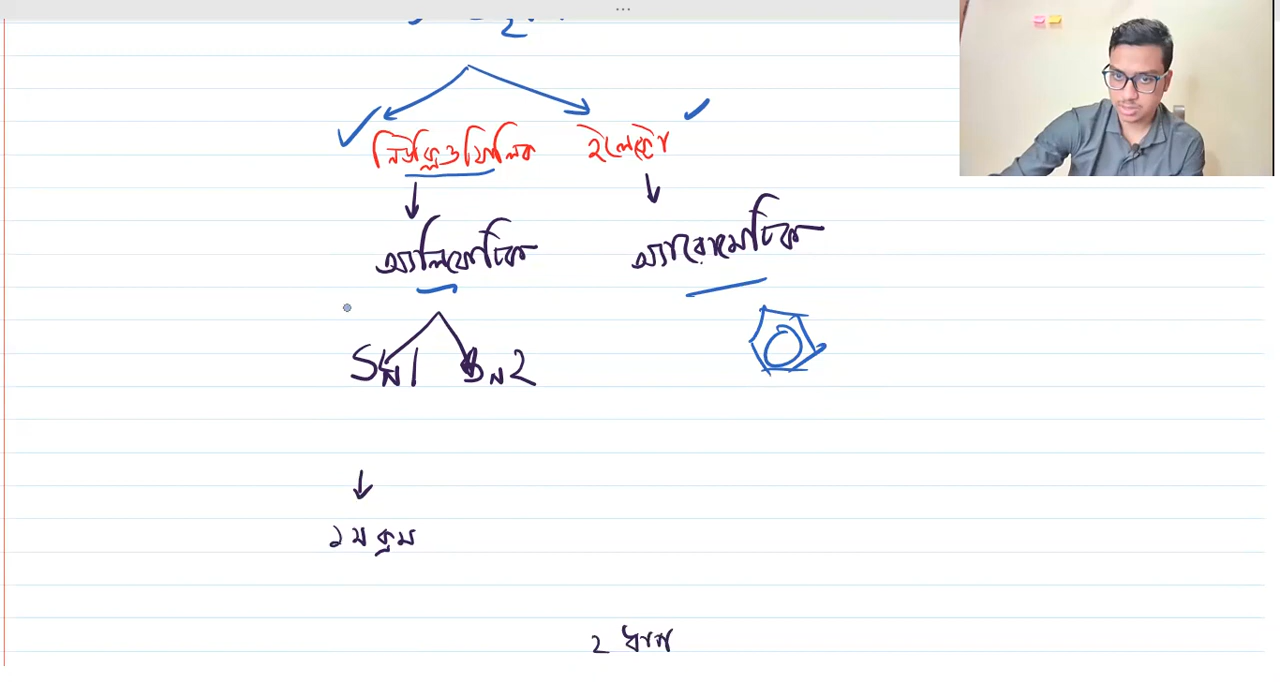 নিউক্লিওফিলিক ইলেক্ট্রো
অ্যালিফেটিক অ্যারোমেটিক
SN1 SN2
১ম ক্রম
২ ধাপ